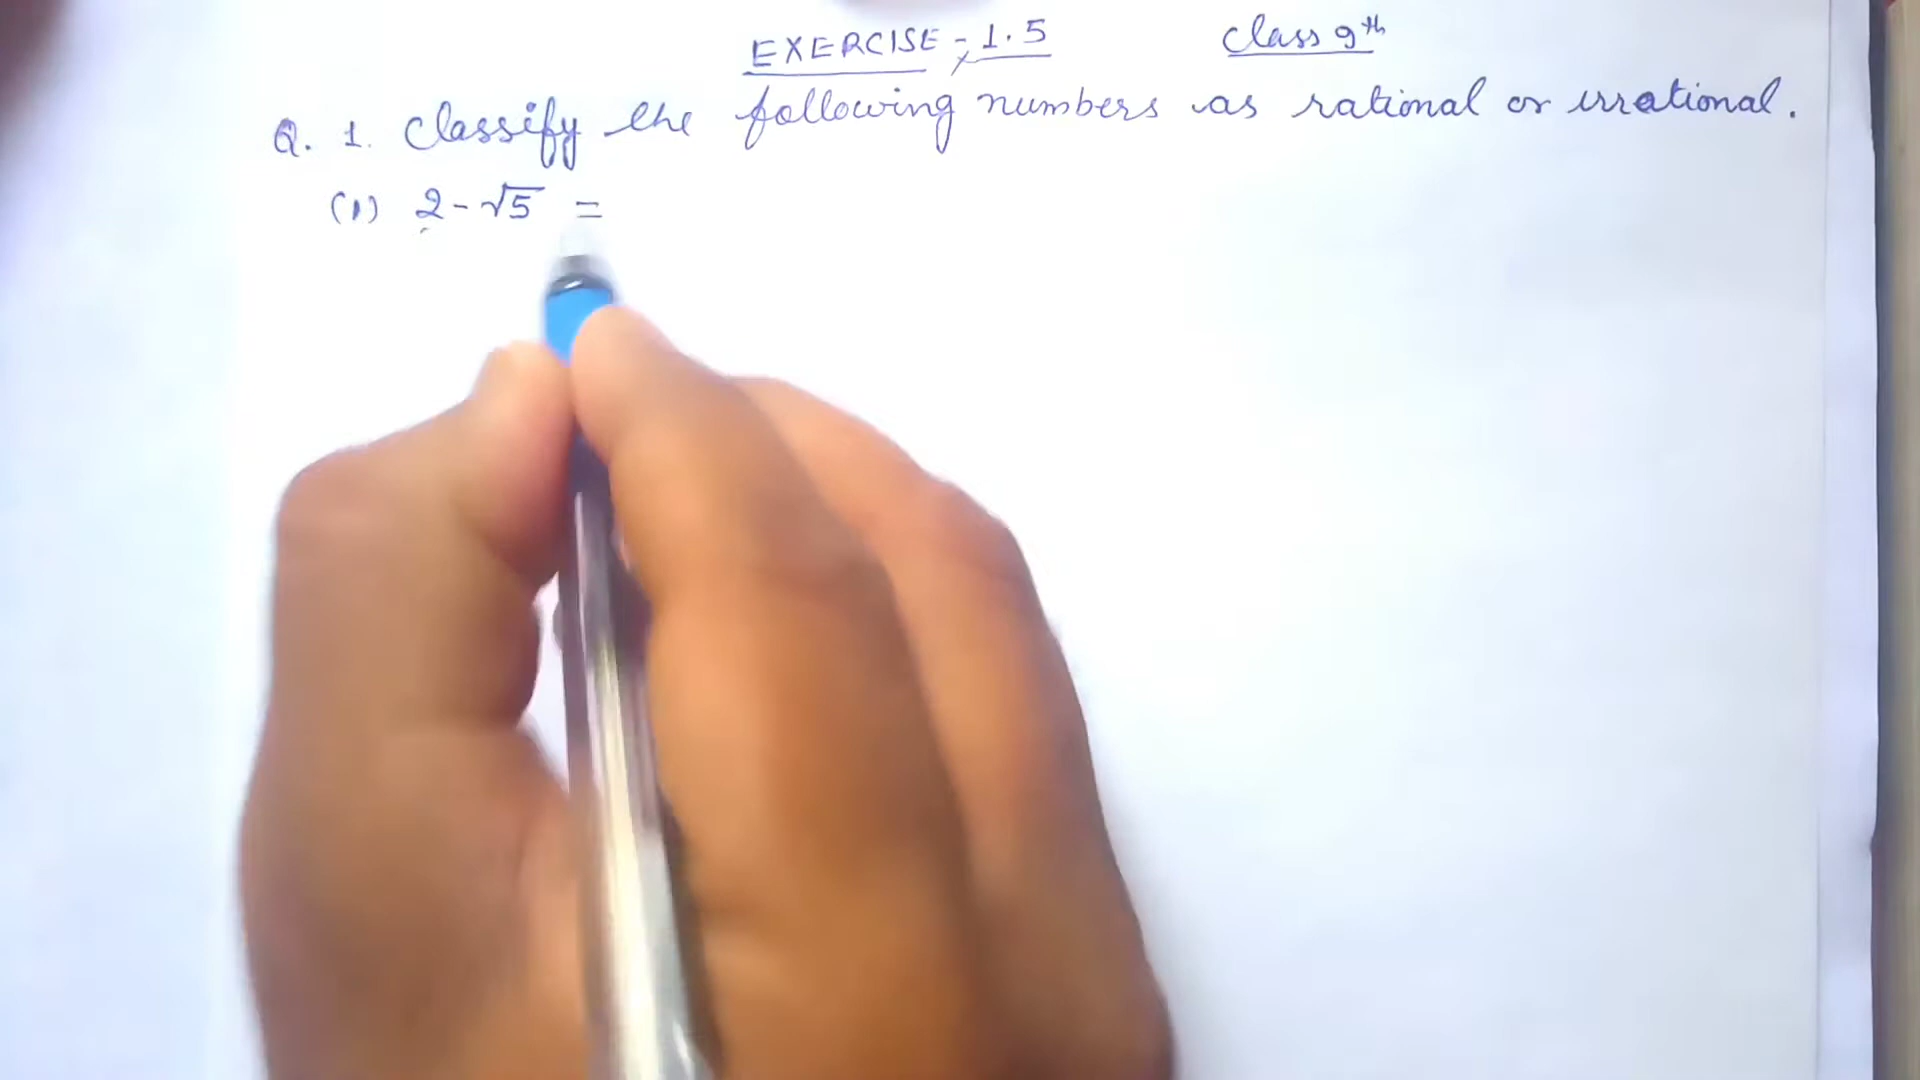 EXERCISE - 1.5 Class 9th
Q. 1. Classify the following numbers as rational or irrational.
(1) 2 - √5 =